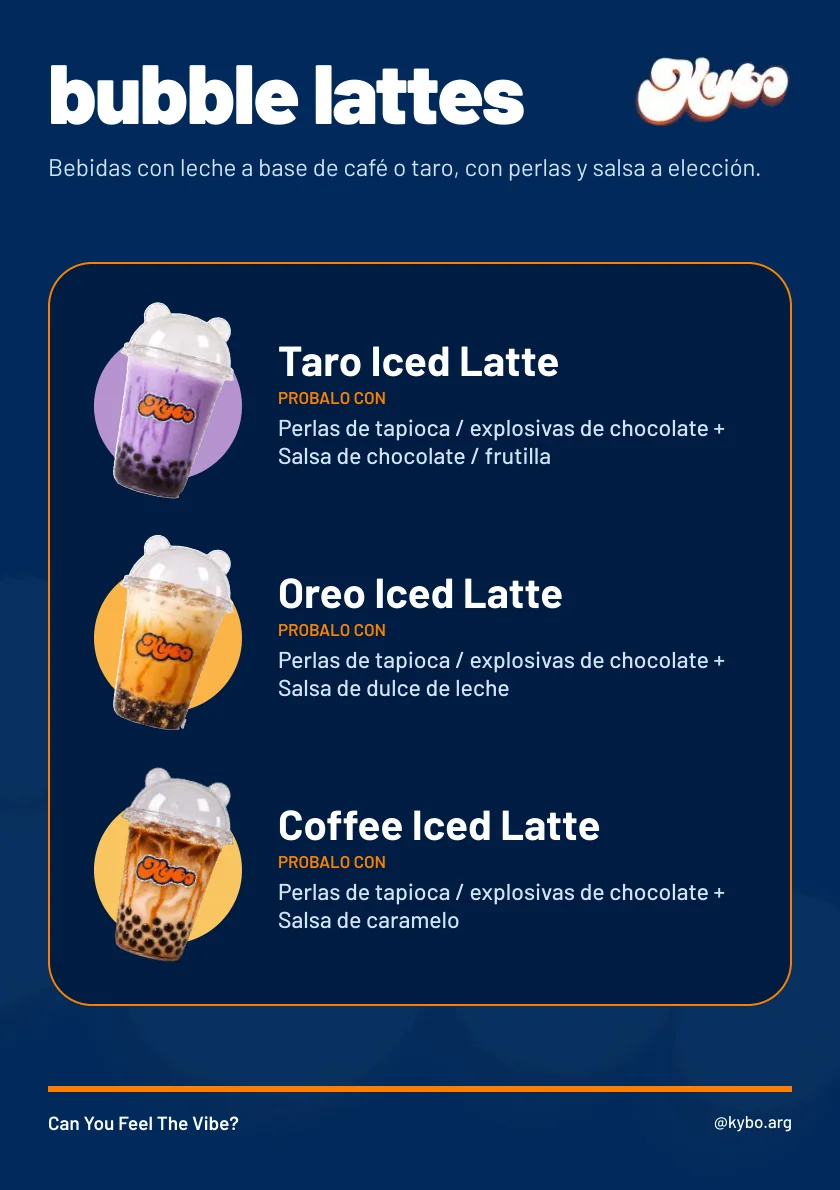 bubble lattes
Kybo
Bebidas con leche a base de café o taro, con perlas y salsa a elección.
Kybo
Taro Iced Latte
PROBALO CON
Perlas de tapioca / explosivas de chocolate +
Salsa de chocolate / frutilla
Kybo
Oreo Iced Latte
PROBALO CON
Perlas de tapioca / explosivas de chocolate +
Salsa de dulce de leche
Kybo
Coffee Iced Latte
PROBALO CON
Perlas de tapioca / explosivas de chocolate +
Salsa de caramelo
Can You Feel The Vibe?
@kybo.arg